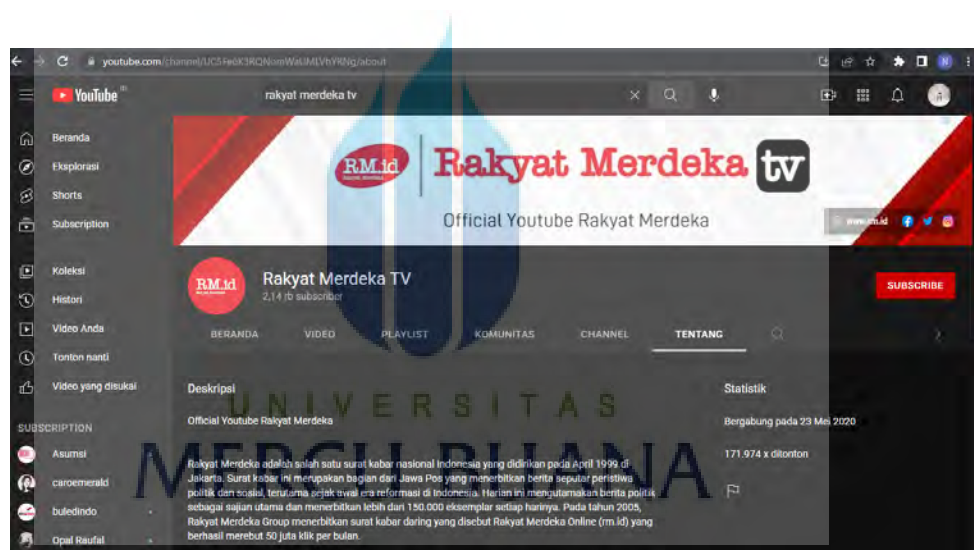 youtube.com/channel/UCSFe0K3RQNomWaUMLVhYKNg/about
YouTube ID
rakyat merdeka tv
Beranda
Eksplorasi
Shorts
Subscription
Koleksi
Histori
Video Anda
Tonton nanti
Video yang disukai
SUBSCRIPTION
Asumsi
caroemerald
buledindo
Opal Raufal
RM.id
Rakyat Merdeka tv
Official Youtube Rakyat Merdeka
www.rm.id
RM.id
Rakyat Merdeka TV
2,14 rb subscriber
SUBSCRIBE
BERANDA VIDEO PLAYLIST KOMUNITAS CHANNEL TENTANG
Deskripsi
Official Youtube Rakyat Merdeka
Rakyat Merdeka adalah salah satu surat kabar nasional Indonesia yang didirikan pada April 1999 di
Jakarta. Surat kabar ini merupakan bagian dari Jawa Pos yang menerbitkan berita seputar peristiwa
politik dan sosial, terutama sejak awal era reformasi di Indonesia. Harian ini mengutamakan berita politik
sebagai sajian utama dan menerbitkan lebih dari 150.000 eksemplar setiap harinya. Pada tahun 2005,
Rakyat Merdeka Group menerbitkan surat kabar daring yang disebut Rakyat Merdeka Online (rm.id) yang
berhasil merebut 50 juta klik per bulan.
Statistik
Bergabung pada 23 Mei 2020
171.974 x ditonton
UNIVERSITAS
MERCU BUANA